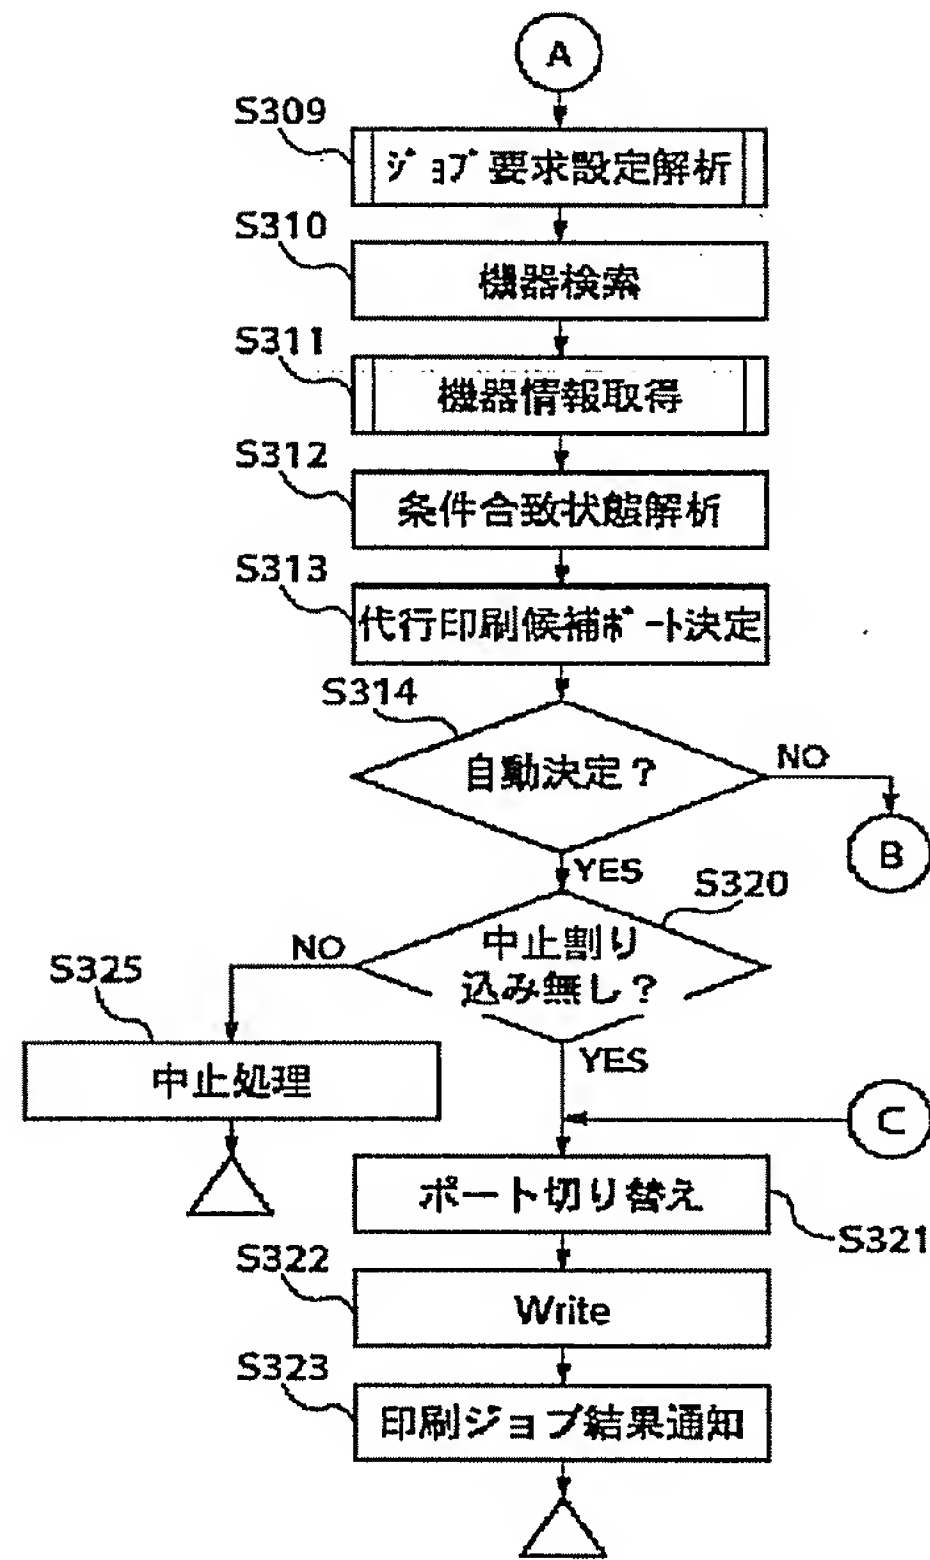 A
S309
ジョブ要求設定解析
S310
機器検索
S311
機器情報取得
S312
条件合致状態解析
S313
代行印刷候補ポート決定
S314
自動決定？
NO
B
YES
S320
中止割り
込み無し？
NO
S325
中止処理
YES
C
ポート切り替え
S321
S322
Write
S323
印刷ジョブ結果通知